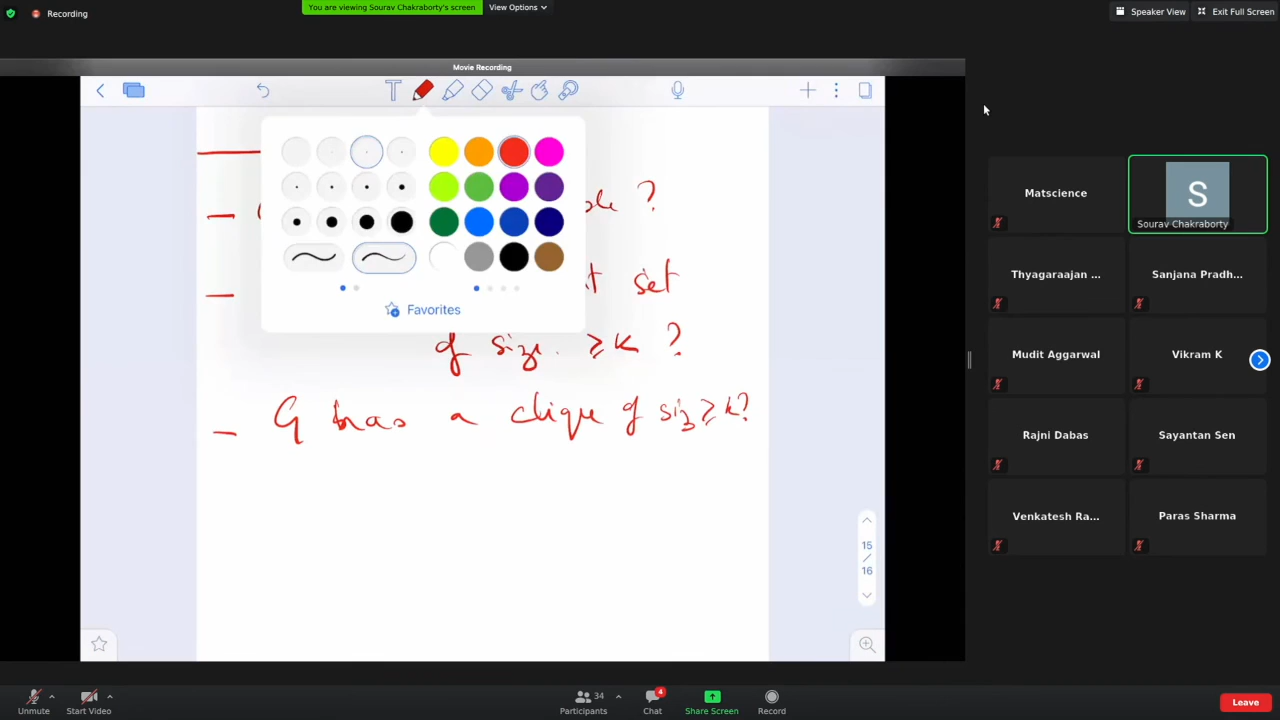 Recording
You are viewing Sourav Chakraborty's screen
View Options
Speaker View
Exit Full Screen
Movie Recording
?
set
of size ≥ k ?
– G has a clique of siz ≥ k?
Favorites
15
/
16
Matscience
S
Sourav Chakraborty
Thyagaraajan ...
Sanjana Pradh...
Mudit Aggarwal
Vikram K
Rajni Dabas
Sayantan Sen
Venkatesh Ra...
Paras Sharma
Unmute
Start Video
34
Participants
4
Chat
Share Screen
Record
Leave